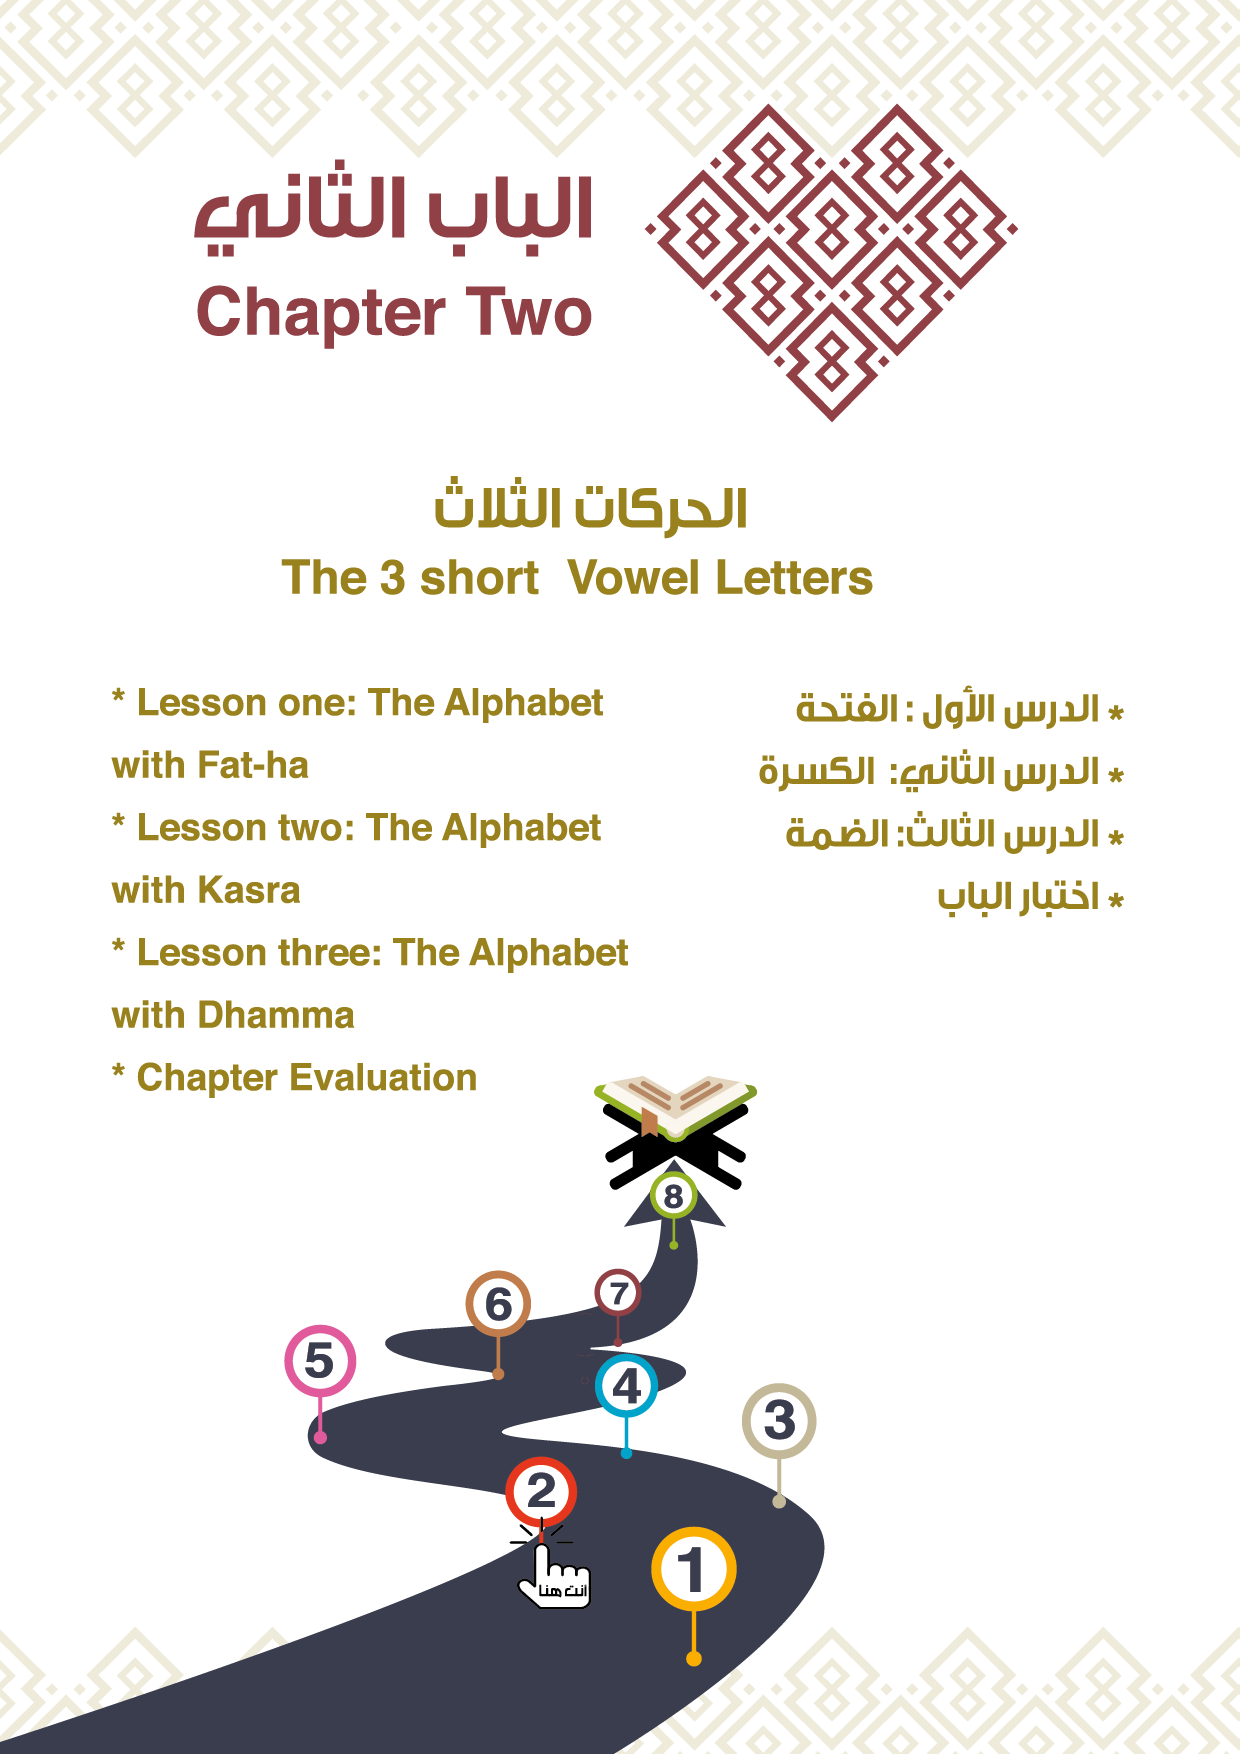 الباب الثاني
Chapter Two
الحركات الثلاث
The 3 short  Vowel Letters
* Lesson one: The Alphabet
with Fat-ha
* Lesson two: The Alphabet
with Kasra
* Lesson three: The Alphabet
with Dhamma
* Chapter Evaluation
* الدرس الأول : الفتحة
* الدرس الثاني:  الكسرة
* الدرس الثالث: الضمة
* اختبار الباب
8
7
6
5
4
3
2
1
انت هنا